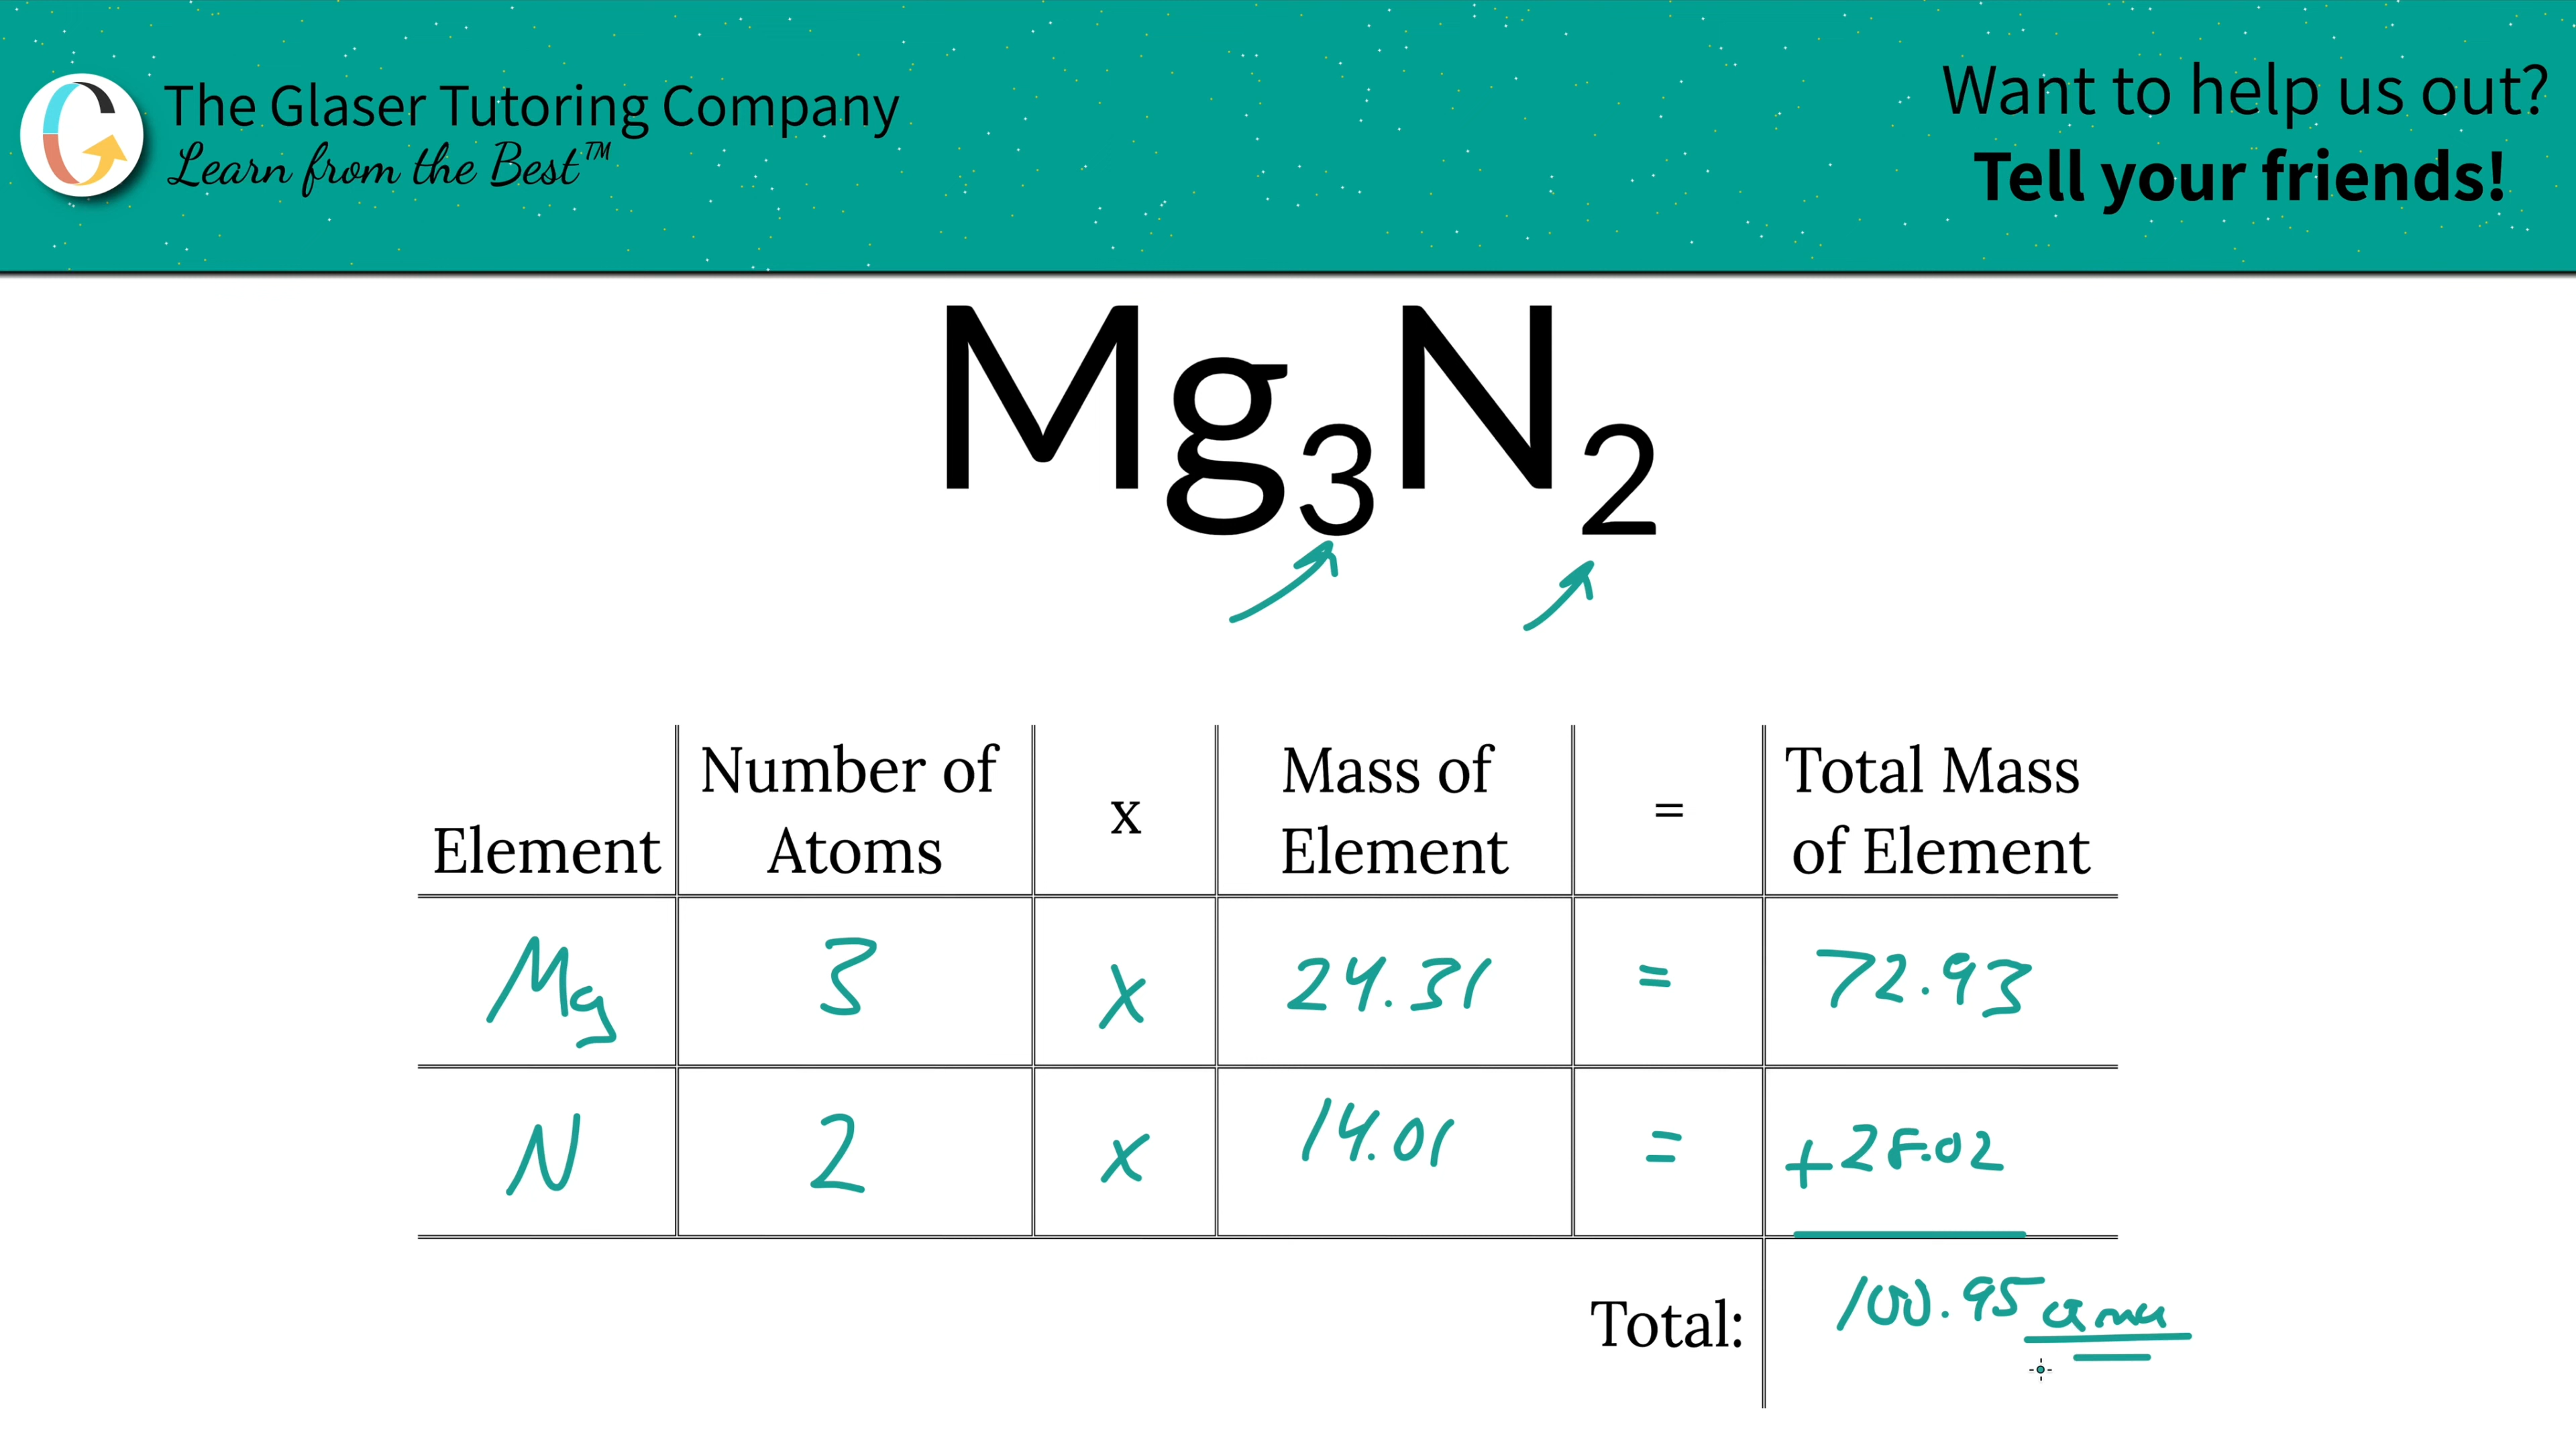 The Glaser Tutoring Company
Learn from the Best™
Want to help us out?
Tell your friends!
Mg₃N₂
Element | Number of Atoms | x | Mass of Element | = | Total Mass of Element
Mg | 3 | x | 24.31 | = | 72.93
N | 2 | x | 14.01 | = | +28.02
Total: 100.95 amu